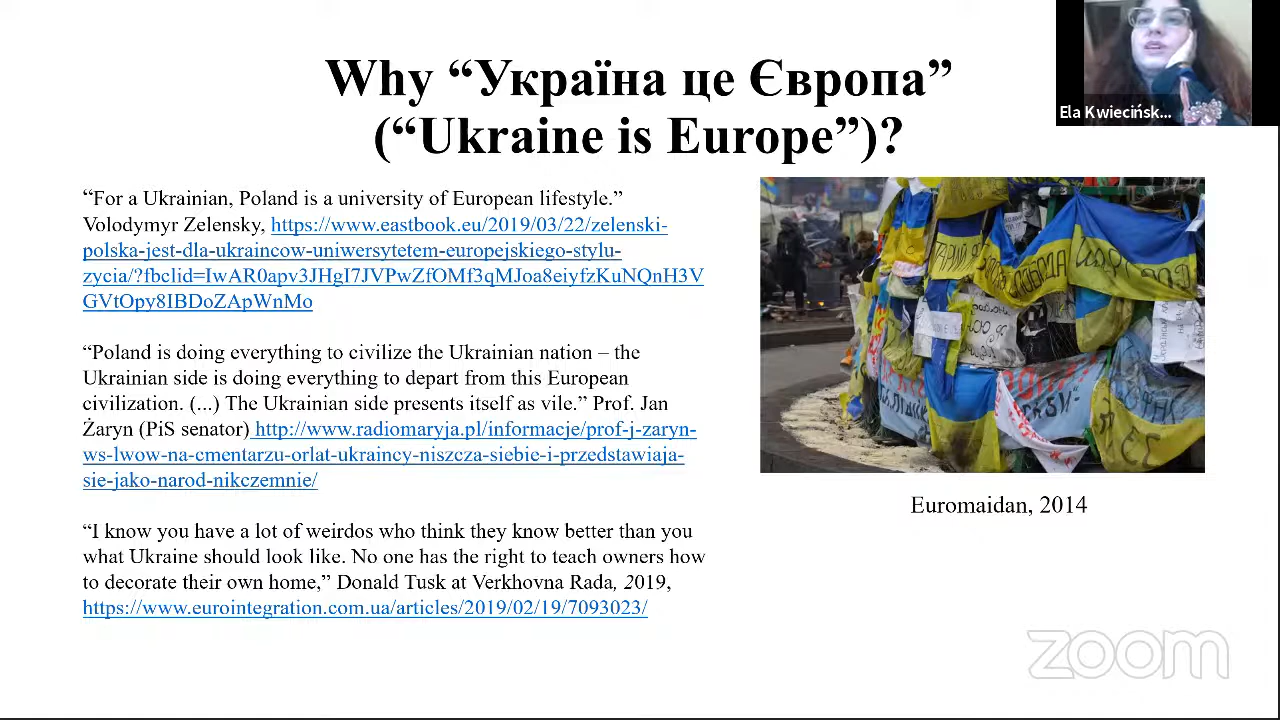 Why “Україна це Європа”
(“Ukraine is Europe”)?
Ela Kwiecińsk...
“For a Ukrainian, Poland is a university of European lifestyle.”
Volodymyr Zelensky, https://www.eastbook.eu/2019/03/22/zelenski-
polska-jest-dla-ukraincow-uniwersytetem-europejskiego-stylu-
zycia/?fbclid=IwAR0apv3JHgI7JVPwZfOMf3qMJoa8eiyfzKuNQnH3V
GVtOpy8IBDoZApWnMo
“Poland is doing everything to civilize the Ukrainian nation – the
Ukrainian side is doing everything to depart from this European
civilization. (...) The Ukrainian side presents itself as vile.” Prof. Jan
Żaryn (PiS senator) http://www.radiomaryja.pl/informacje/prof-j-zaryn-
ws-lwow-na-cmentarzu-orlat-ukraincy-niszcza-siebie-i-przedstawiaja-
sie-jako-narod-nikczemnie/
“I know you have a lot of weirdos who think they know better than you
what Ukraine should look like. No one has the right to teach owners how
to decorate their own home,” Donald Tusk at Verkhovna Rada, 2019,
https://www.eurointegration.com.ua/articles/2019/02/19/7093023/
Euromaidan, 2014
zoom